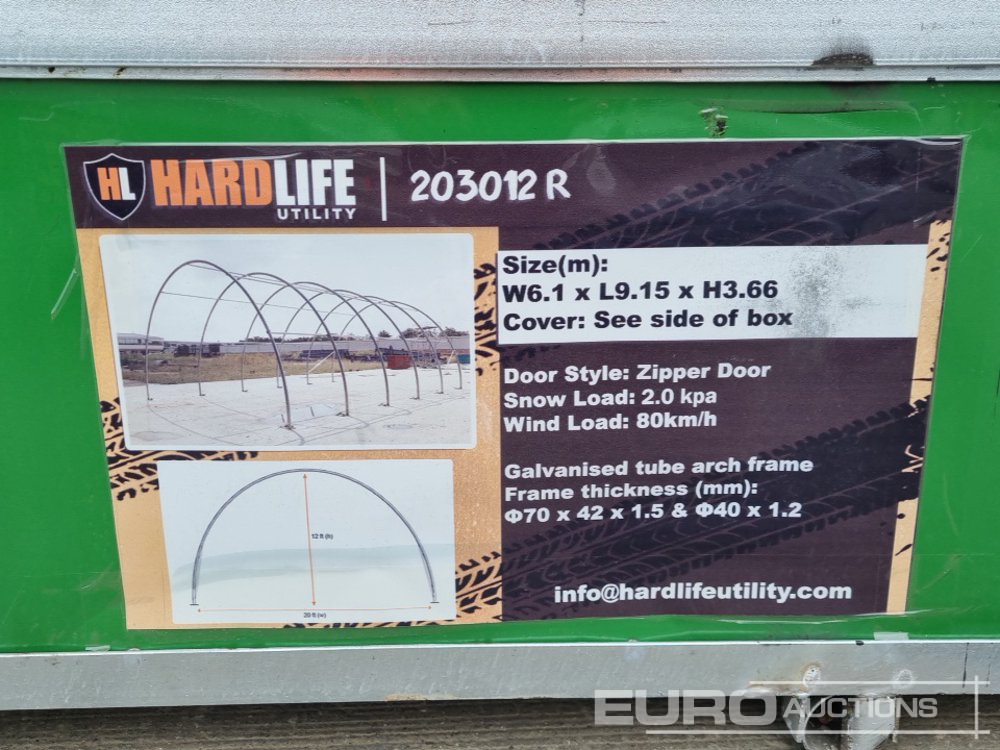 HL HARDLIFE
UTILITY
203012 R
Size(m):
W6.1 x L9.15 x H3.66
Cover: See side of box
Door Style: Zipper Door
Snow Load: 2.0 kpa
Wind Load: 80km/h
Galvanised tube arch frame
Frame thickness (mm):
Φ70 x 42 x 1.5 & Φ40 x 1.2
info@hardlifeutility.com
12 ft (h)
20 ft (w)
EURO AUCTIONS